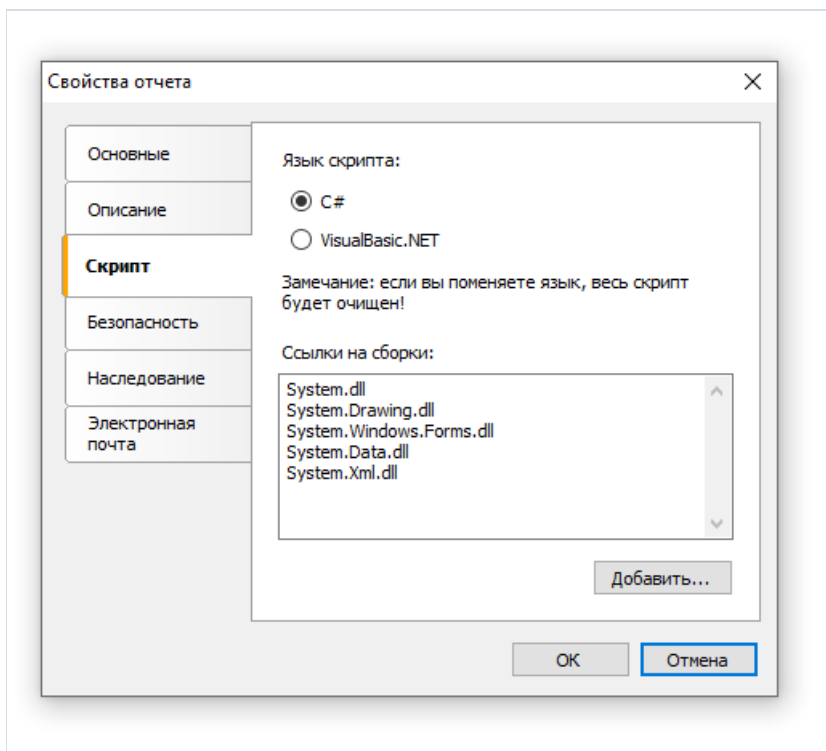 Свойства отчета
Основные
Описание
Скрипт
Безопасность
Наследование
Электронная
почта
Язык скрипта:
C#
VisualBasic.NET
Замечание: если вы поменяете язык, весь скрипт
будет очищен!
Ссылки на сборки:
System.dll
System.Drawing.dll
System.Windows.Forms.dll
System.Data.dll
System.Xml.dll
Добавить...
ОК
Отмена